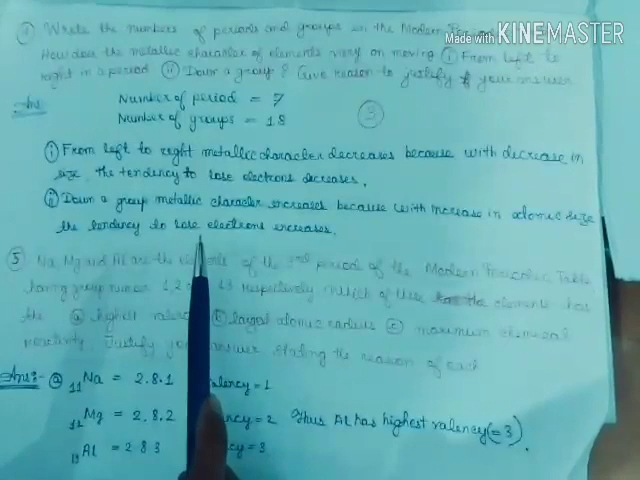 Made with KINEMASTER
Write the numbers of periods and groups in the Modern
How does the metallic character of elements vary on moving ① From left to
right in a period ⓘⓘ Down a group & Give reason to justify your answer
Ans Number of period = 7
Number of groups = 18
③
ⓘ From left to right metallic character decreases because with decrease in
size the tendency to lose electrons decreases.
ⓘⓘ Down a group metallic character increases because with increase in atomic size
the tendency to lose electrons increases.
⑤ Na, Mg and Al are the of the 3rd period of the Modern Periodic Table
having group number 1, 2 13 respectively. Which of these elements has
the ⓐ highest ⓑ largest atomic radius ⓒ maximum chemical
reactivity. Justify answer stating the reason of each
Ans:- ⓐ 11Na = 2.8.1 = 1
12Mg = 2.8.2 = 2 Thus Al has highest valency (=3).
13Al = 2 8 3 = 3